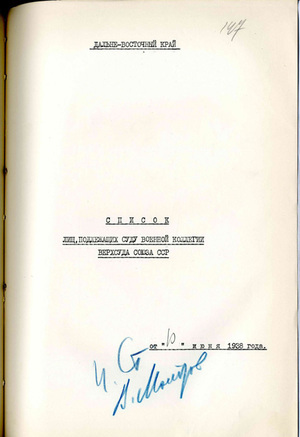 147
ДАЛЬНЕ-ВОСТОЧНЫЙ КРАЙ
СПИСОК
ЛИЦ, ПОДЛЕЖАЩИХ СУДУ ВОЕННОЙ КОЛЛЕГИИ
ВЕРХСУДА СОЮЗА ССР
от "10" июня 1938 года.
И. Ст
В. Молотов